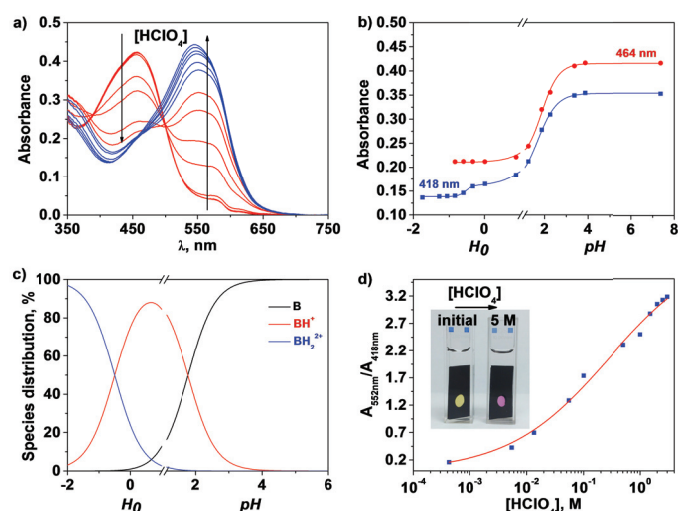 a)
[HClO₄]
Absorbance
0.5
0.4
0.3
0.2
0.1
0.0
350
450
550
650
750
λ, nm
b)
Absorbance
0.50
0.45
0.40
0.35
0.30
0.25
0.20
0.15
0.10
464 nm
418 nm
-2 0 2 4 6
H₀ pH
c)
Species distribution, %
100
80
60
40
20
0
B
BH⁺
BH₂²⁺
-2 0 2 4 6
H₀ pH
d)
A552nm/A418nm
3.2
2.7
2.2
1.7
1.2
0.7
0.2
[HClO₄]
initial 5 M
10⁻⁴ 10⁻³ 10⁻² 10⁻¹ 10⁰ 10¹
[HClO₄], M